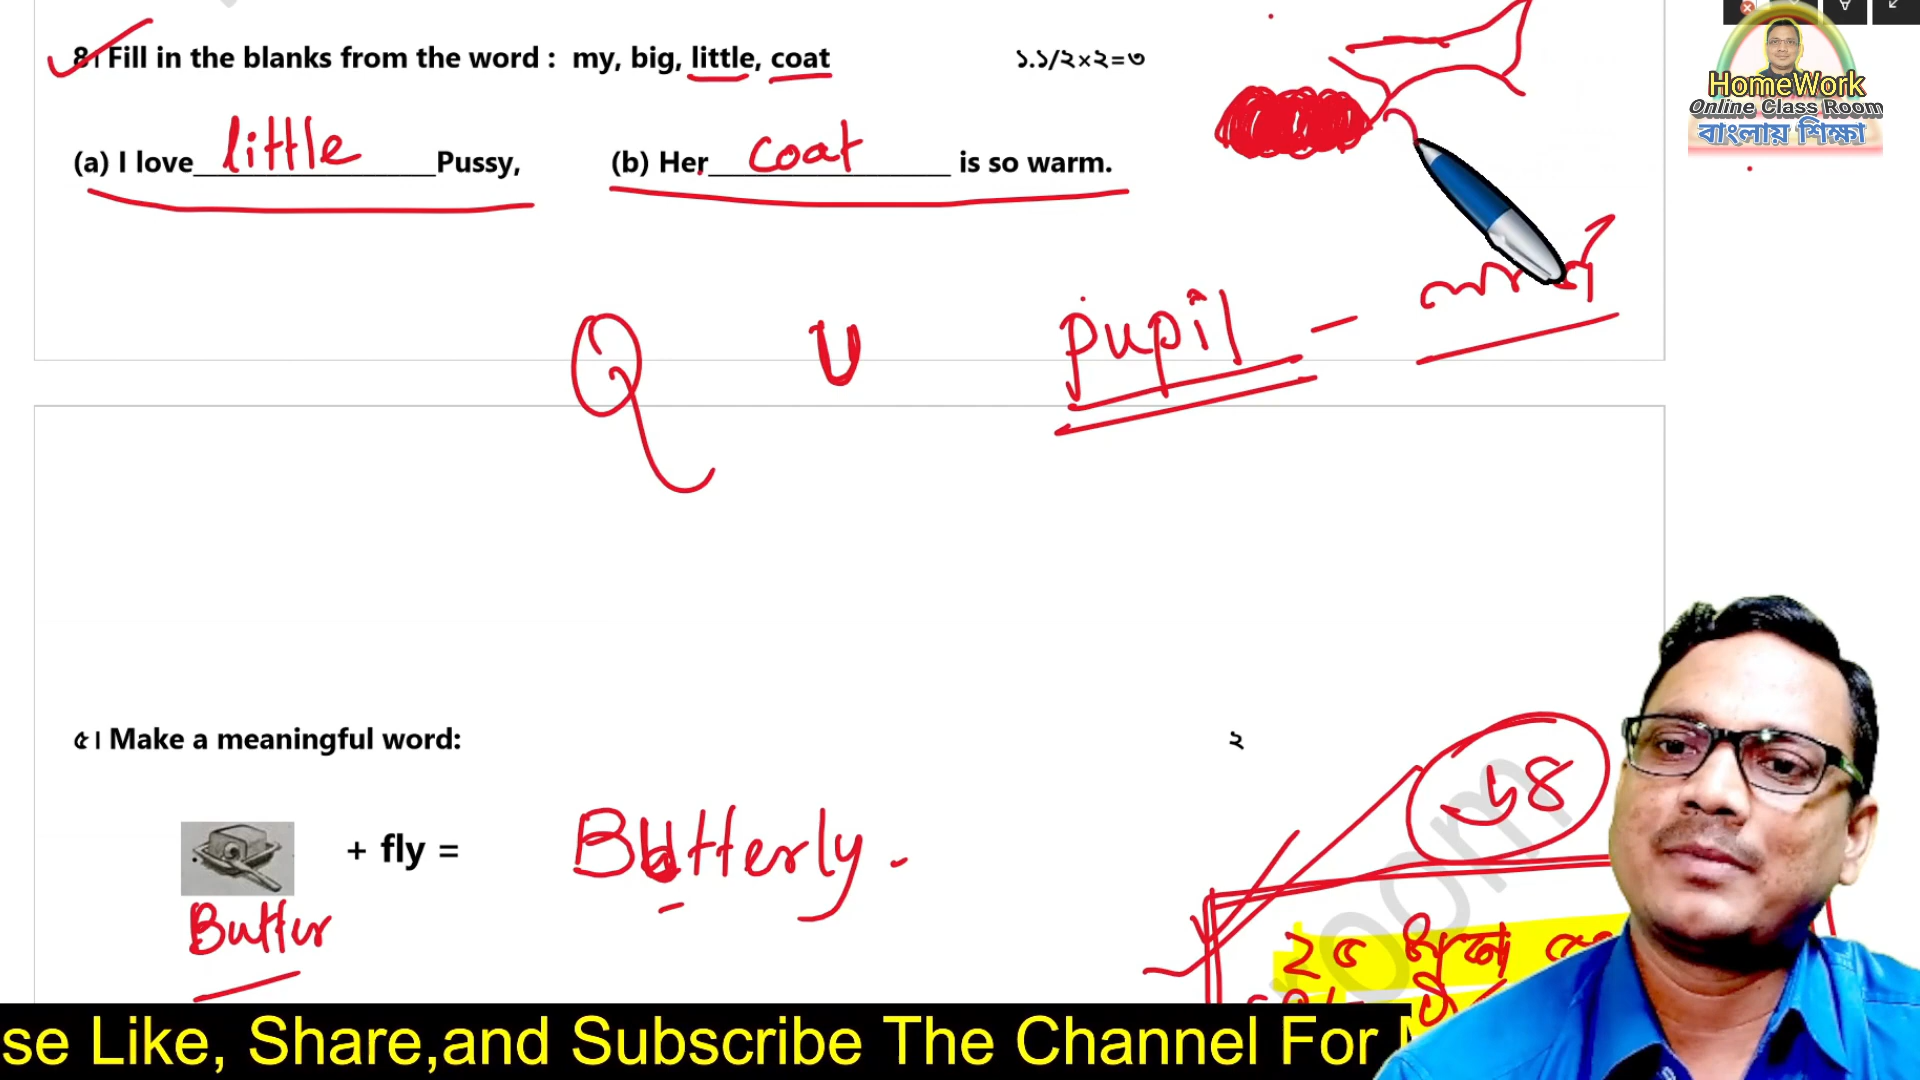 ৪। Fill in the blanks from the word : my, big, little, coat ১.১/২×২=৩
HomeWork
Online Class Room
বাংলায় শিক্ষা
(a) I love little Pussy, (b) Her coat is so warm.
Q U pupil –
৫। Make a meaningful word: ২
+ fly = Butterly.
Butter
room
২৫
se Like, Share,and Subscribe The Channel For